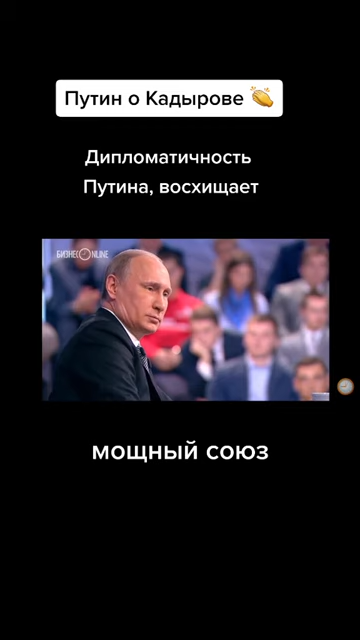 Путин о Кадырове 👏
Дипломатичность
Путина, восхищает
БИЗНЕС ONLINE
мощный союз